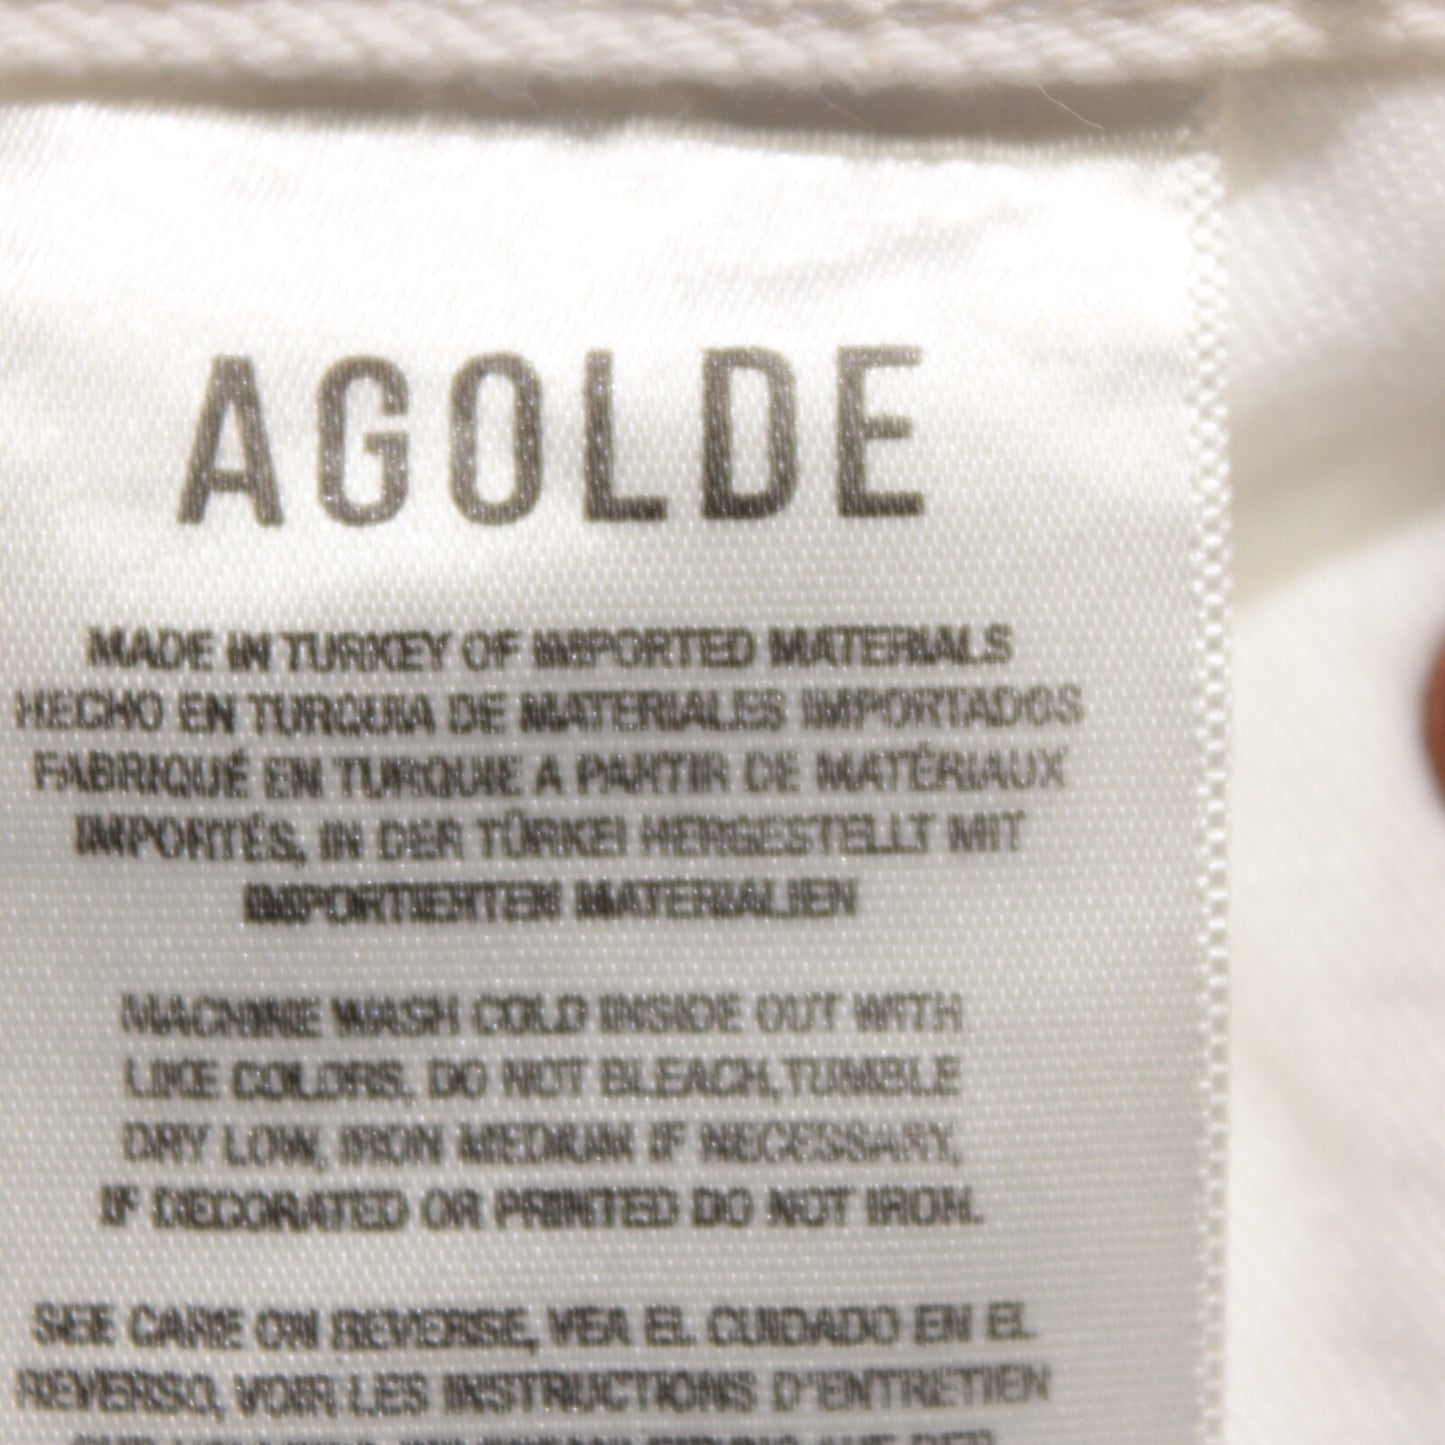 AGOLDE
MADE IN TURKEY OF IMPORTED MATERIALS
HECHO EN TURQUIA DE MATERIALES IMPORTADOS
FABRIQUÉ EN TURQUIE A PARTIR DE MATÉRIAUX
IMPORTÉS, IN DER TÜRKEI HERGESTELLT MIT
IMPORTIERTEN MATERIALIEN
MACHINE WASH COLD INSIDE OUT WITH
LIKE COLORS, DO NOT BLEACH, TUMBLE
DRY LOW, IRON MEDIUM IF NECESSARY,
IF DECORATED OR PRINTED DO NOT IRON.
SEE CARE ON REVERSE, VEA EL CUIDADO EN EL
REVERSO, VOIR LES INSTRUCTIONS D'ENTRETIEN